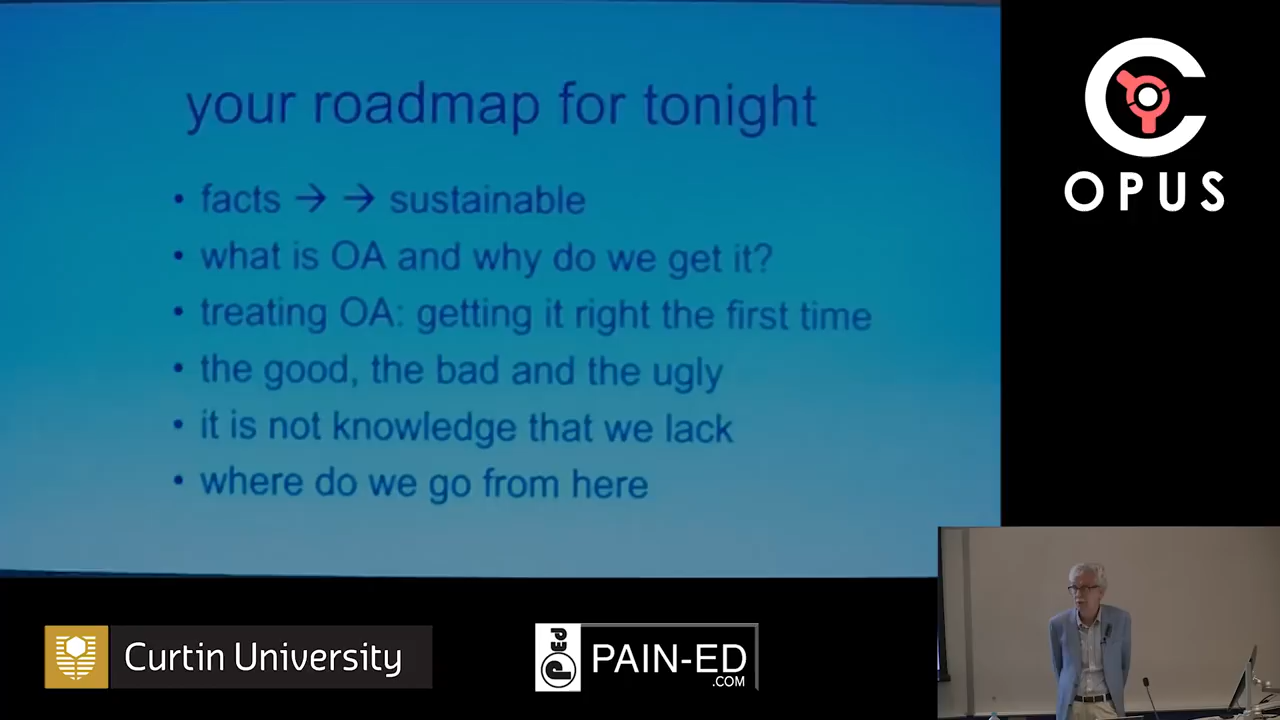 your roadmap for tonight
• facts → → sustainable
• what is OA and why do we get it?
• treating OA: getting it right the first time
• the good, the bad and the ugly
• it is not knowledge that we lack
• where do we go from here
OPUS
Curtin University
PED
PAIN-ED
.COM